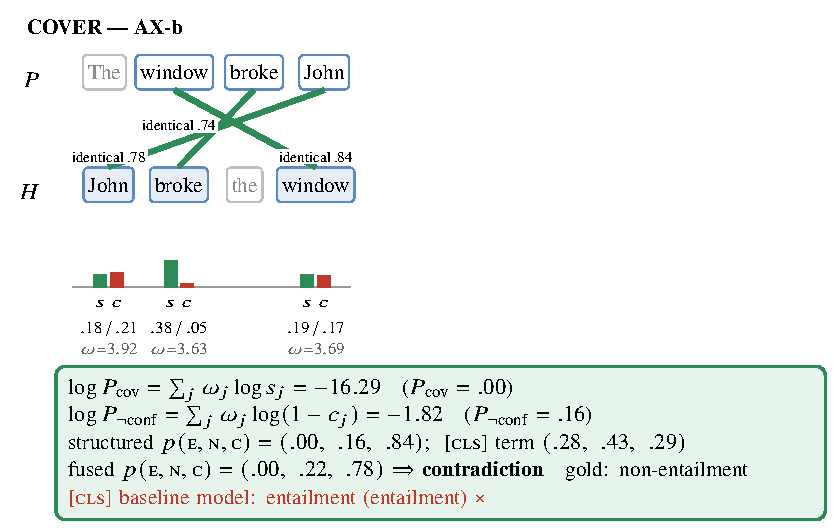 COVER — AX-b
P The window broke John
identical .74
identical .78 identical .84
H John broke the window
s c s c s c
.18 / .21 .38 / .05 .19 / .17
ω=3.92 ω=3.63 ω=3.69
log P_cov = ∑_j ω_j log s_j = −16.29 (P_cov = .00)
log P_¬conf = ∑_j ω_j log(1 − c_j) = −1.82 (P_¬conf = .16)
structured p(E, N, C) = (.00, .16, .84); [CLS] term (.28, .43, .29)
fused p(E, N, C) = (.00, .22, .78) ⟹ contradiction gold: non-entailment
[CLS] baseline model: entailment (entailment) ×